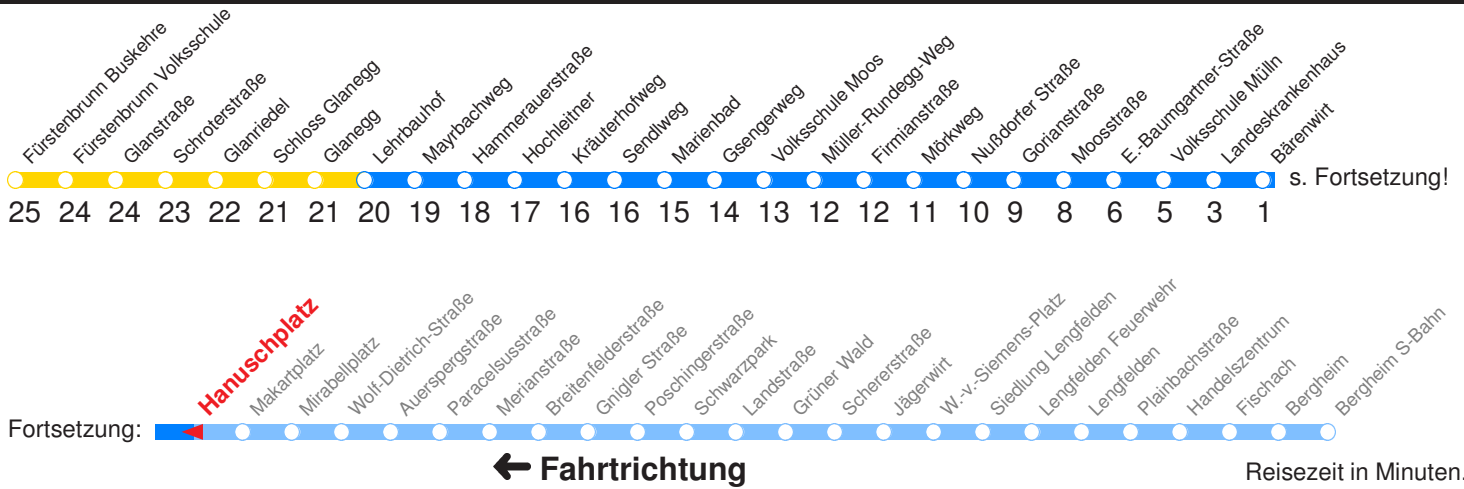 Fürstenbrunn Buskehre
Fürstenbrunn Volksschule
Glanstraße
Schroterstraße
Glanriedel
Schloss Glanegg
Glanegg
Lehrbauhof
Mayrbachweg
Hammerauerstraße
Hochleitner
Kräuterhofweg
Sendlweg
Marienbad
Gsengerweg
Volksschule Moos
Müller-Rundegg-Weg
Firmianstraße
Mörkweg
Nußdorfer Straße
Gorianstraße
Moosstraße
E.-Baumgartner-Straße
Volksschule Mülln
Landeskrankenhaus
Bärenwirt
s. Fortsetzung!
25 24 24 23 22 21 21 20 19 18 17 16 16 15 14 13 12 12 11 10 9 8 6 5 3 1
Fortsetzung:
Hanuschplatz
Makartplatz
Mirabellplatz
Wolf-Dietrich-Straße
Auerspergstraße
Paracelsusstraße
Merianstraße
Breitenfelderstraße
Gnigler Straße
Poschingerstraße
Schwarzpark
Landstraße
Grüner Wald
Schererstraße
Jägerwirt
W.-v.-Siemens-Platz
Siedlung Lengfelden
Lengfelden Feuerwehr
Lengfelden
Plainbachstraße
Handelszentrum
Fischach
Bergheim
Bergheim S-Bahn
Fahrtrichtung
Reisezeit in Minuten.